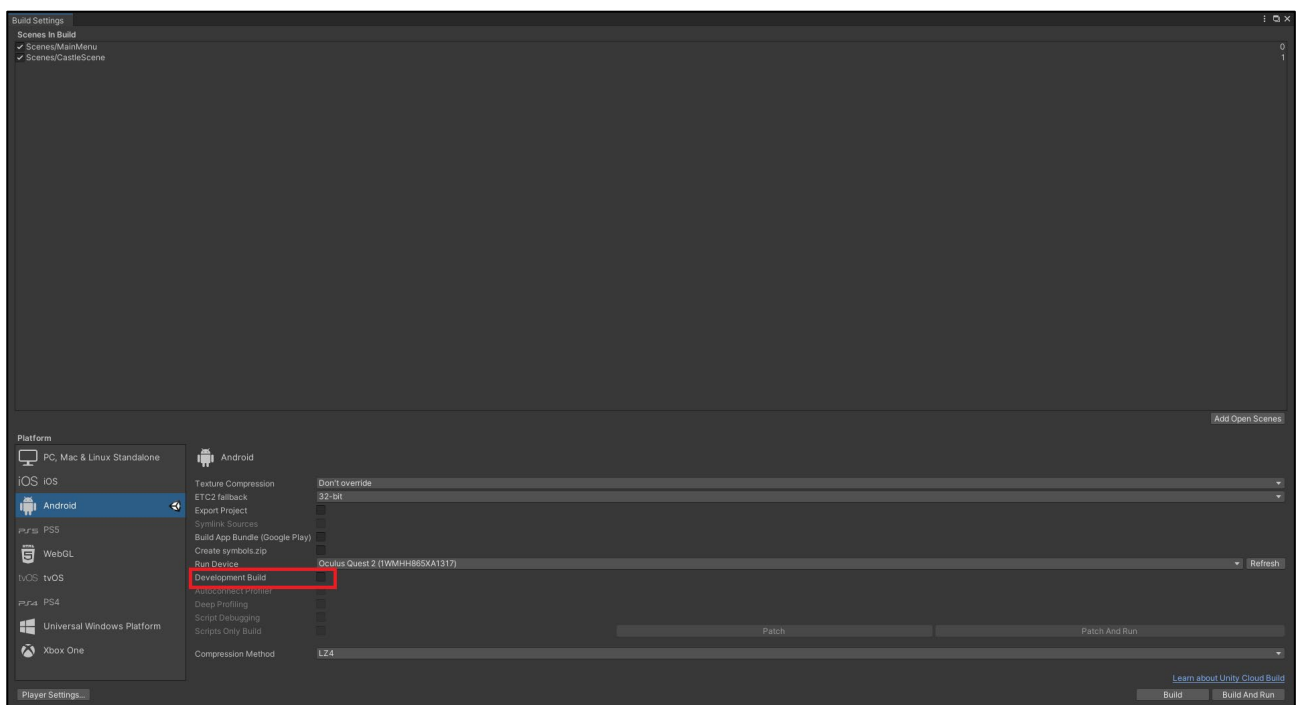 Build Settings
Scenes In Build
Scenes/MainMenu 0
Scenes/CastleScene 1
Add Open Scenes
Platform
PC, Mac & Linux Standalone
iOS iOS
Android
PS5 PS5
WebGL
tvOS tvOS
PS4 PS4
Universal Windows Platform
Xbox One
Android
Texture Compression Don't override
ETC2 fallback 32-bit
Export Project
Symlink Sources
Build App Bundle (Google Play)
Create symbols.zip
Run Device Oculus Quest 2 (1WMHH865XA1317) Refresh
Development Build
Autoconnect Profiler
Deep Profiling
Script Debugging
Scripts Only Build Patch Patch And Run
Compression Method LZ4
Learn about Unity Cloud Build
Player Settings... Build Build And Run